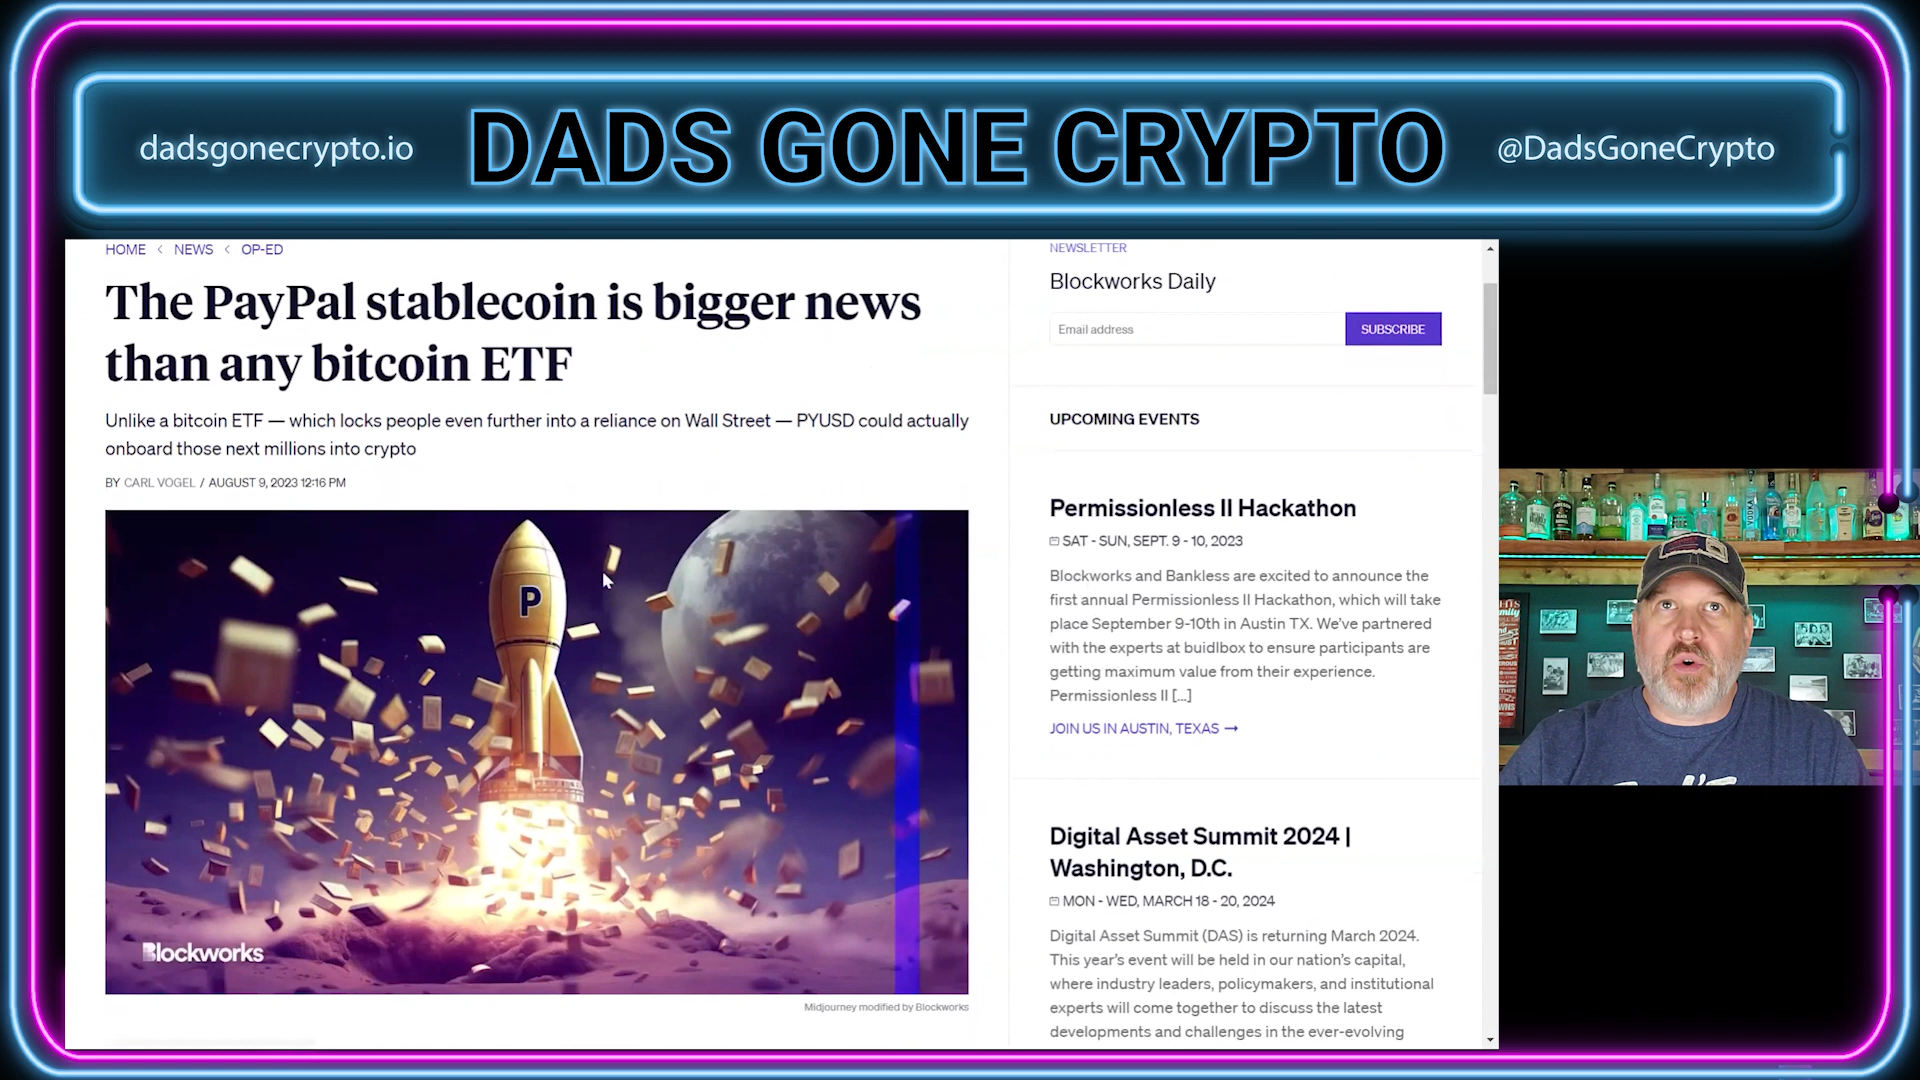 dadsgonecrypto.io
DADS GONE CRYPTO
@DadsGoneCrypto
HOME < NEWS < OP-ED
The PayPal stablecoin is bigger news
than any bitcoin ETF
Unlike a bitcoin ETF — which locks people even further into a reliance on Wall Street — PYUSD could actually
onboard those next millions into crypto
BY CARL VOGEL / AUGUST 9, 2023 12:16 PM
P
Blockworks
Midjourney modified by Blockworks
NEWSLETTER
Blockworks Daily
Email address
SUBSCRIBE
UPCOMING EVENTS
Permissionless II Hackathon
SAT - SUN, SEPT. 9 - 10, 2023
Blockworks and Bankless are excited to announce the
first annual Permissionless II Hackathon, which will take
place September 9-10th in Austin TX. We've partnered
with the experts at buidlbox to ensure participants are
getting maximum value from their experience.
Permissionless II [...]
JOIN US IN AUSTIN, TEXAS →
Digital Asset Summit 2024 |
Washington, D.C.
MON - WED, MARCH 18 - 20, 2024
Digital Asset Summit (DAS) is returning March 2024.
This year's event will be held in our nation's capital,
where industry leaders, policymakers, and institutional
experts will come together to discuss the latest
developments and challenges in the ever-evolving